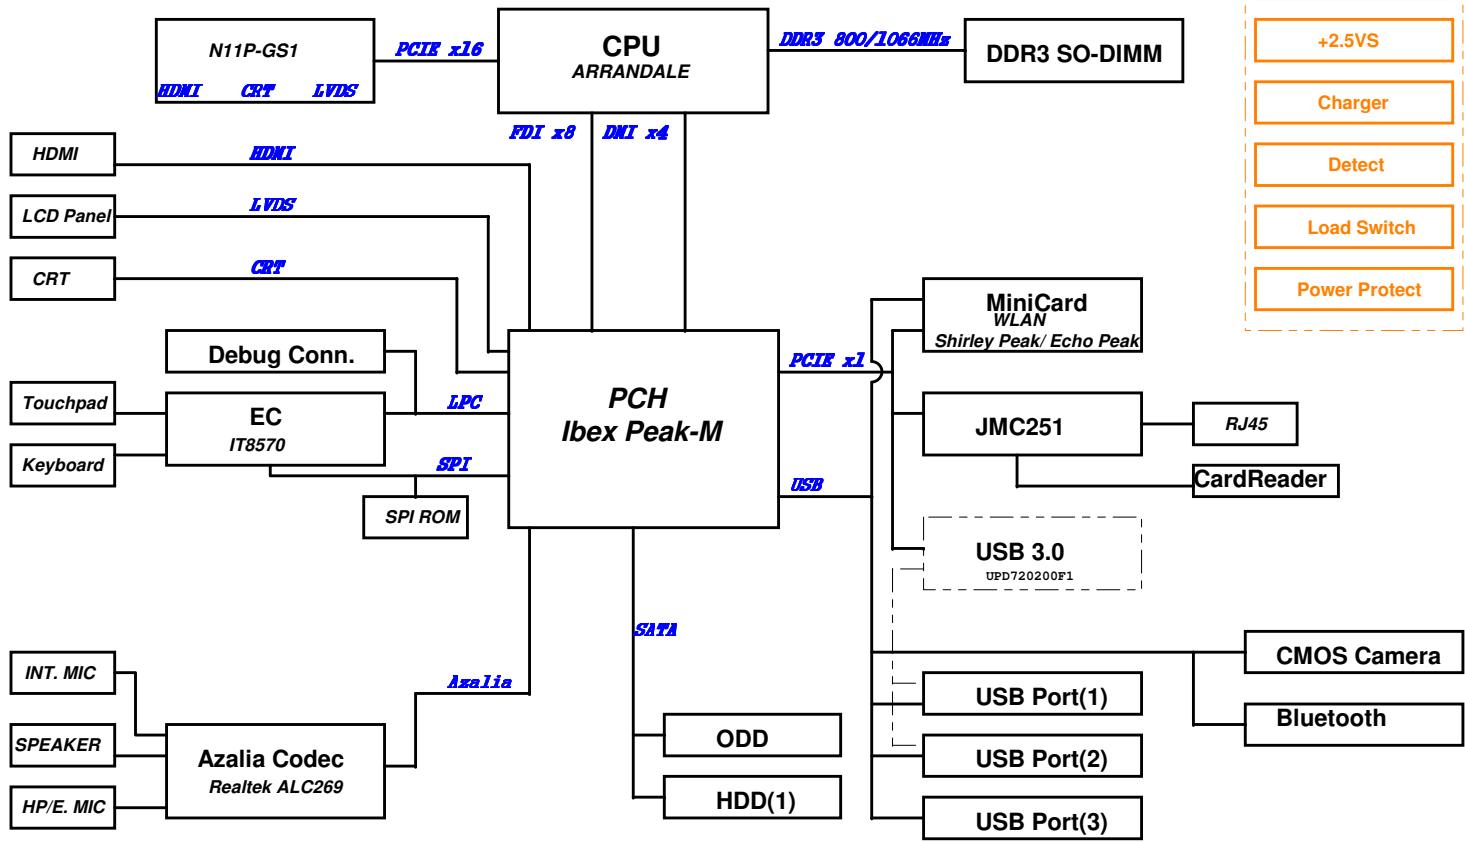 N11P-GS1
HDMI CRT LVDS
PCIE x16
CPU
ARRANDALE
DDR3 800/1066MHz
DDR3 SO-DIMM
+2.5VS
Charger
Detect
Load Switch
Power Protect
FDI x8
DMI x4
HDMI
HDMI
LCD Panel
LVDS
CRT
CRT
Debug Conn.
Touchpad
Keyboard
EC
IT8570
LPC
SPI
SPI ROM
PCH
Ibex Peak-M
PCIE x1
USB
MiniCard
WLAN
Shirley Peak/ Echo Peak
JMC251
RJ45
CardReader
USB 3.0
UPD720200F1
SATA
Azalia
INT. MIC
SPEAKER
HP/E. MIC
Azalia Codec
Realtek ALC269
ODD
HDD(1)
USB Port(1)
USB Port(2)
USB Port(3)
CMOS Camera
Bluetooth